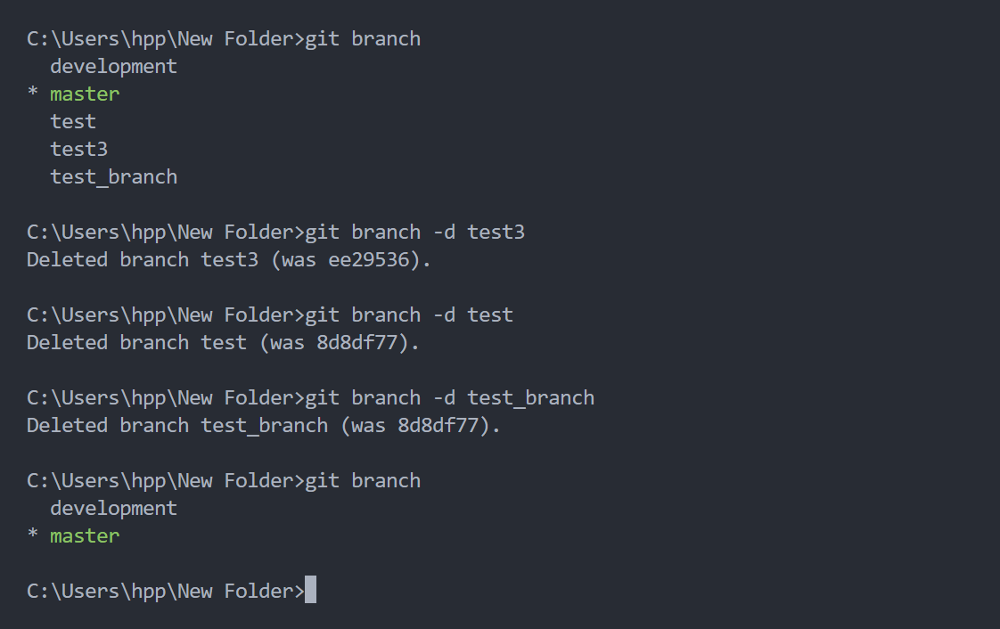 C:\Users\hpp\New Folder>git branch
  development
* master
  test
  test3
  test_branch

C:\Users\hpp\New Folder>git branch -d test3
Deleted branch test3 (was ee29536).

C:\Users\hpp\New Folder>git branch -d test
Deleted branch test (was 8d8df77).

C:\Users\hpp\New Folder>git branch -d test_branch
Deleted branch test_branch (was 8d8df77).

C:\Users\hpp\New Folder>git branch
  development
* master

C:\Users\hpp\New Folder>